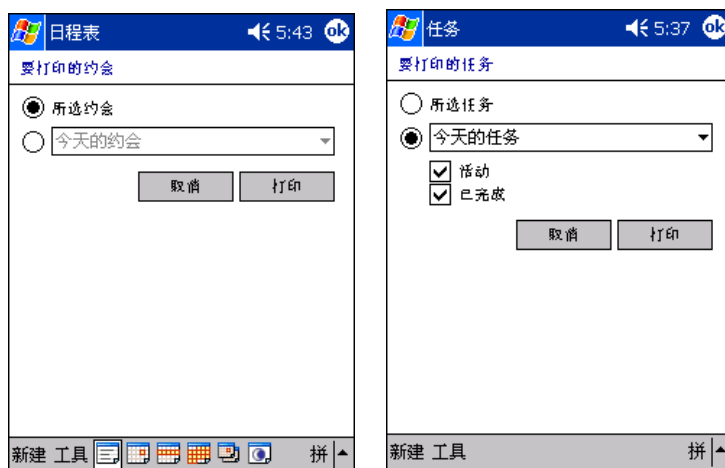 日程表 5:43 ok
要打印的约会
所选约会
今天的约会
取消 打印
新建 工具 拼
任务 5:37 ok
要打印的任务
所选任务
今天的任务
活动
已完成
取消 打印
新建 工具 拼